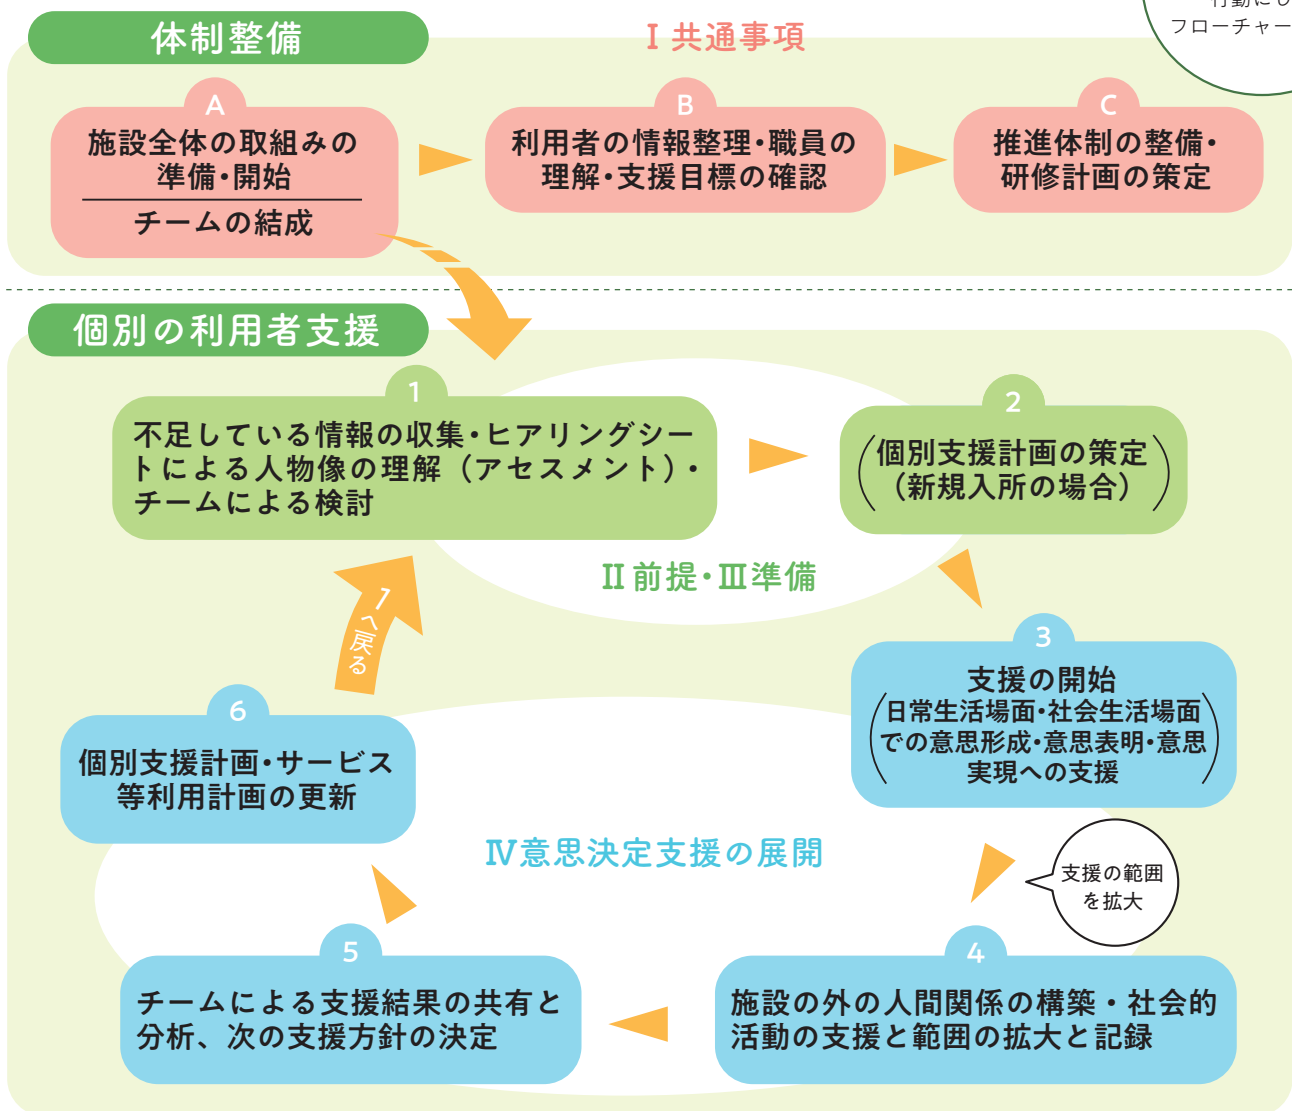 行動にし
フローチャー
体制整備
Ⅰ 共通事項
A
施設全体の取組みの
準備・開始
チームの結成
B
利用者の情報整理・職員の
理解・支援目標の確認
C
推進体制の整備・
研修計画の策定
個別の利用者支援
1
不足している情報の収集・ヒアリングシー
トによる人物像の理解（アセスメント）・
チームによる検討
2
個別支援計画の策定
（新規入所の場合）
Ⅱ 前提・Ⅲ準備
3
支援の開始
（日常生活場面・社会生活場面
での意思形成・意思表明・意思
実現への支援）
支援の範囲
を拡大
4
施設の外の人間関係の構築・社会的
活動の支援と範囲の拡大と記録
5
チームによる支援結果の共有と
分析、次の支援方針の決定
6
個別支援計画・サービス
等利用計画の更新
1へ戻る
Ⅳ意思決定支援の展開